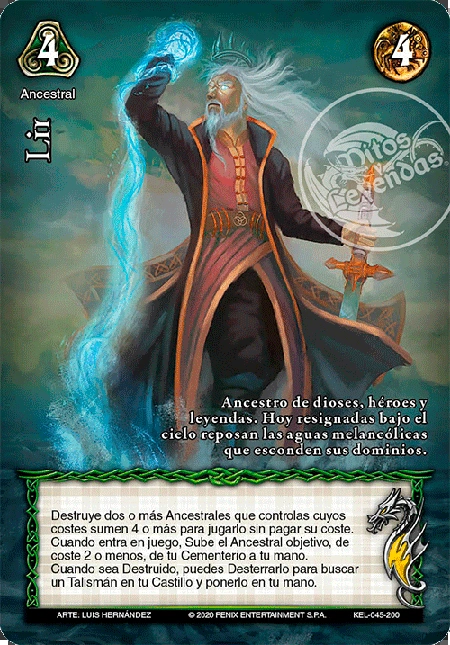 4
4
Ancestral
Lir
Mitos
Leyendas
Ancestro de dioses, héroes y
leyendas. Hoy resignadas bajo el
cielo reposan las aguas melancólicas
que esconden sus dominios.
Destruye dos o más Ancestrales que controlas cuyos
costes sumen 4 o más para jugarlo sin pagar su coste.
Cuando entra en juego, Sube el Ancestral objetivo, de
coste 2 o menos, de tu Cementerio a tu mano.
Cuando sea Destruido, puedes Desterrarlo para buscar
un Talismán en tu Castillo y ponerlo en tu mano.
ARTE: LUIS HERNÁNDEZ
© 2020 FENIX ENTERTAINMENT S.P.A.
KEL-045-200